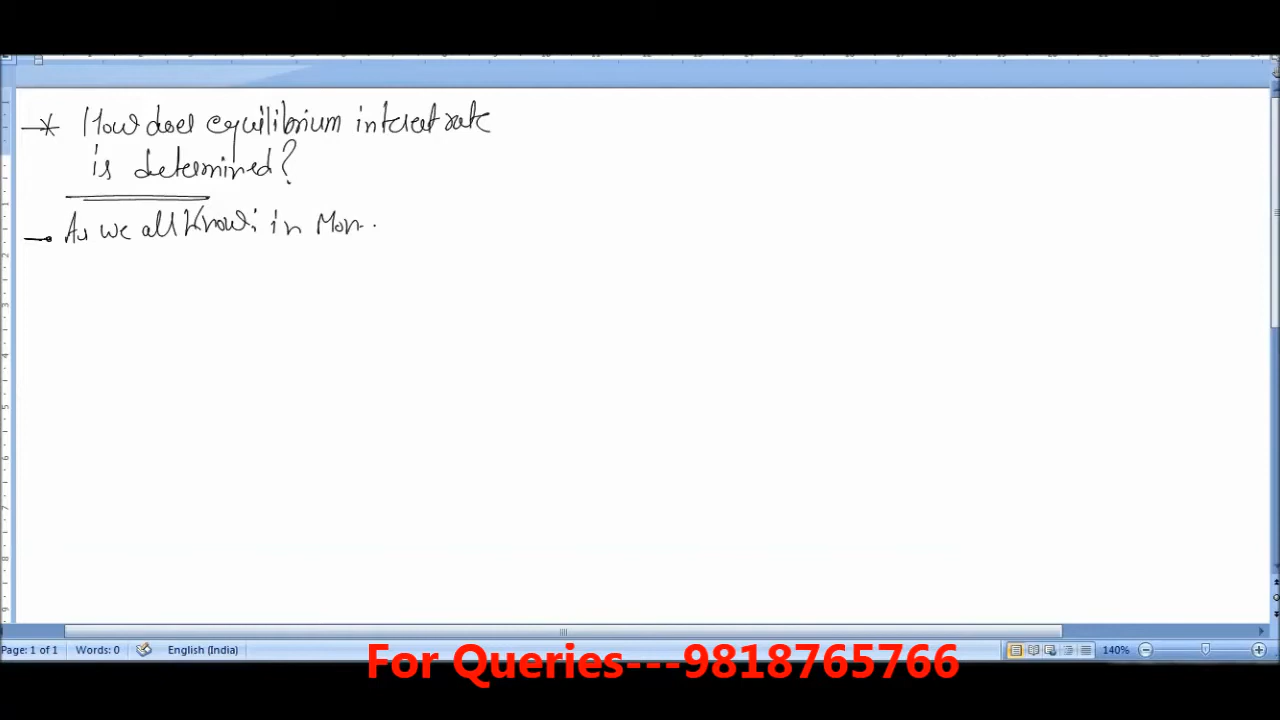 How does equilibrium interest rate
is determined?
As we all know, in Mon
Page: 1 of 1 Words: 0 English (India) 140%
For Queries---9818765766